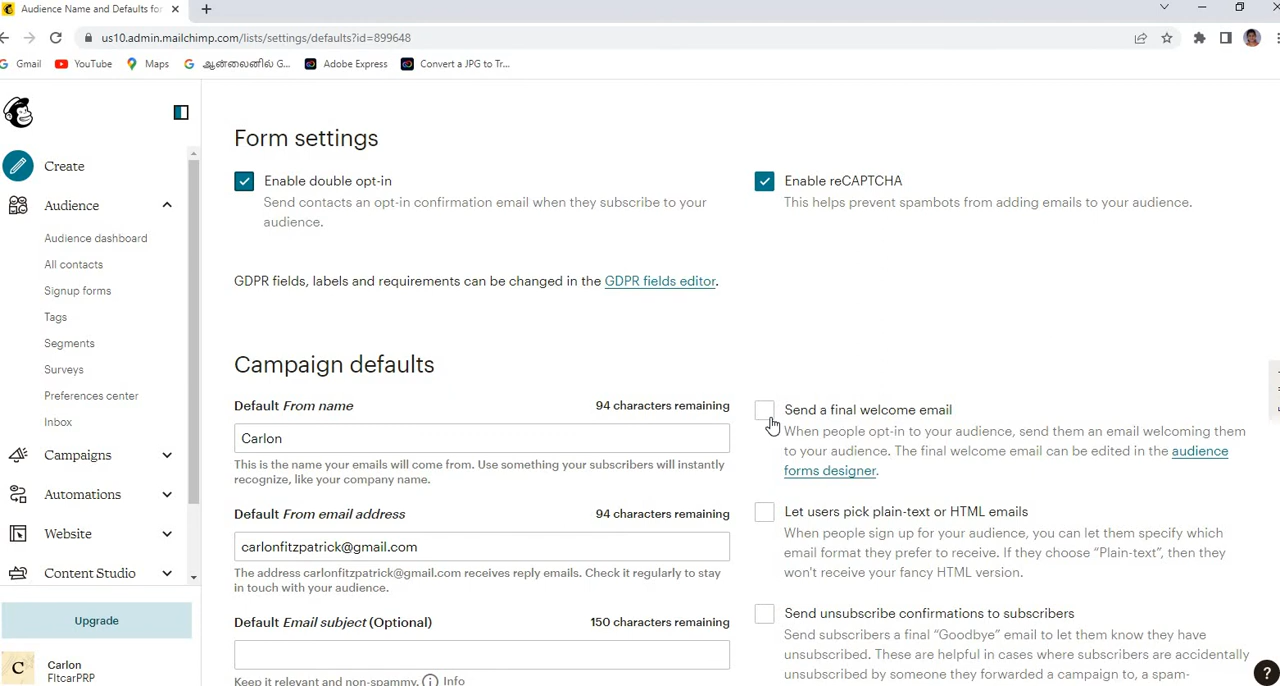 Audience Name and Defaults for
us10.admin.mailchimp.com/lists/settings/defaults?id=899648
Gmail
YouTube
Maps
ஆன்லைனில் G...
Adobe Express
Convert a JPG to Tr...
Create
Audience
Audience dashboard
All contacts
Signup forms
Tags
Segments
Surveys
Preferences center
Inbox
Campaigns
Automations
Website
Content Studio
Upgrade
C
Carlon
FltcarPRP
Form settings
Enable double opt-in
Send contacts an opt-in confirmation email when they subscribe to your
audience.
Enable reCAPTCHA
This helps prevent spambots from adding emails to your audience.
GDPR fields, labels and requirements can be changed in the GDPR fields editor.
Campaign defaults
Default From name 94 characters remaining
Carlon
This is the name your emails will come from. Use something your subscribers will instantly
recognize, like your company name.
Default From email address 94 characters remaining
carlonfitzpatrick@gmail.com
The address carlonfitzpatrick@gmail.com receives reply emails. Check it regularly to stay
in touch with your audience.
Default Email subject (Optional) 150 characters remaining
Keep it relevant and non-spammy. Info
Send a final welcome email
When people opt-in to your audience, send them an email welcoming them
to your audience. The final welcome email can be edited in the audience
forms designer.
Let users pick plain-text or HTML emails
When people sign up for your audience, you can let them specify which
email format they prefer to receive. If they choose “Plain-text”, then they
won’t receive your fancy HTML version.
Send unsubscribe confirmations to subscribers
Send subscribers a final “Goodbye” email to let them know they have
unsubscribed. These are helpful in cases where subscribers are accidentally
unsubscribed by someone they forwarded a campaign to, a spam-
?